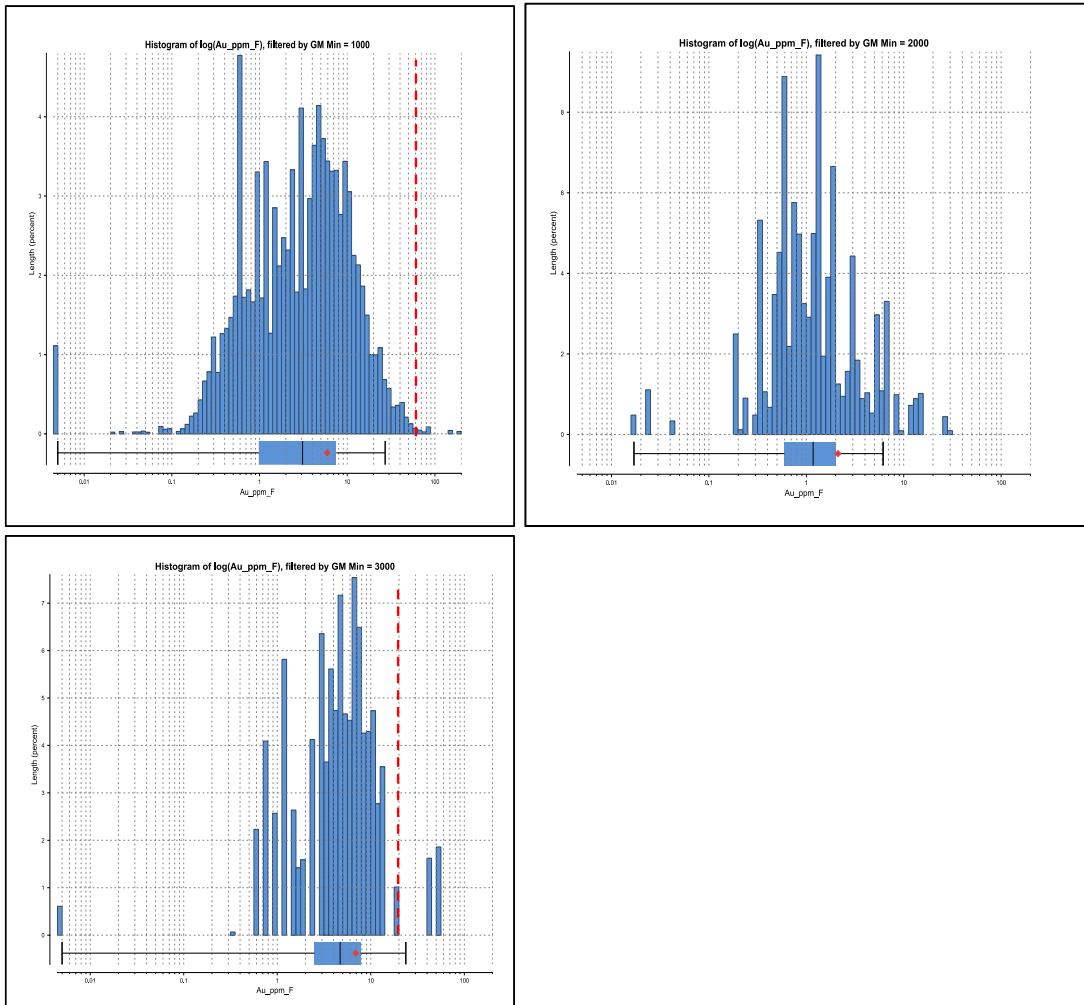 Histogram of log(Au_ppm_F), filtered by GM Min = 1000
Length (percent)
4
3
2
1
0
0.01 0.1 1 10 100
Au_ppm_F
Histogram of log(Au_ppm_F), filtered by GM Min = 2000
Length (percent)
8
6
4
2
0
0.01 0.1 1 10 100
Au_ppm_F
Histogram of log(Au_ppm_F), filtered by GM Min = 3000
Length (percent)
7
6
5
4
3
2
1
0
0.01 0.1 1 10 100
Au_ppm_F